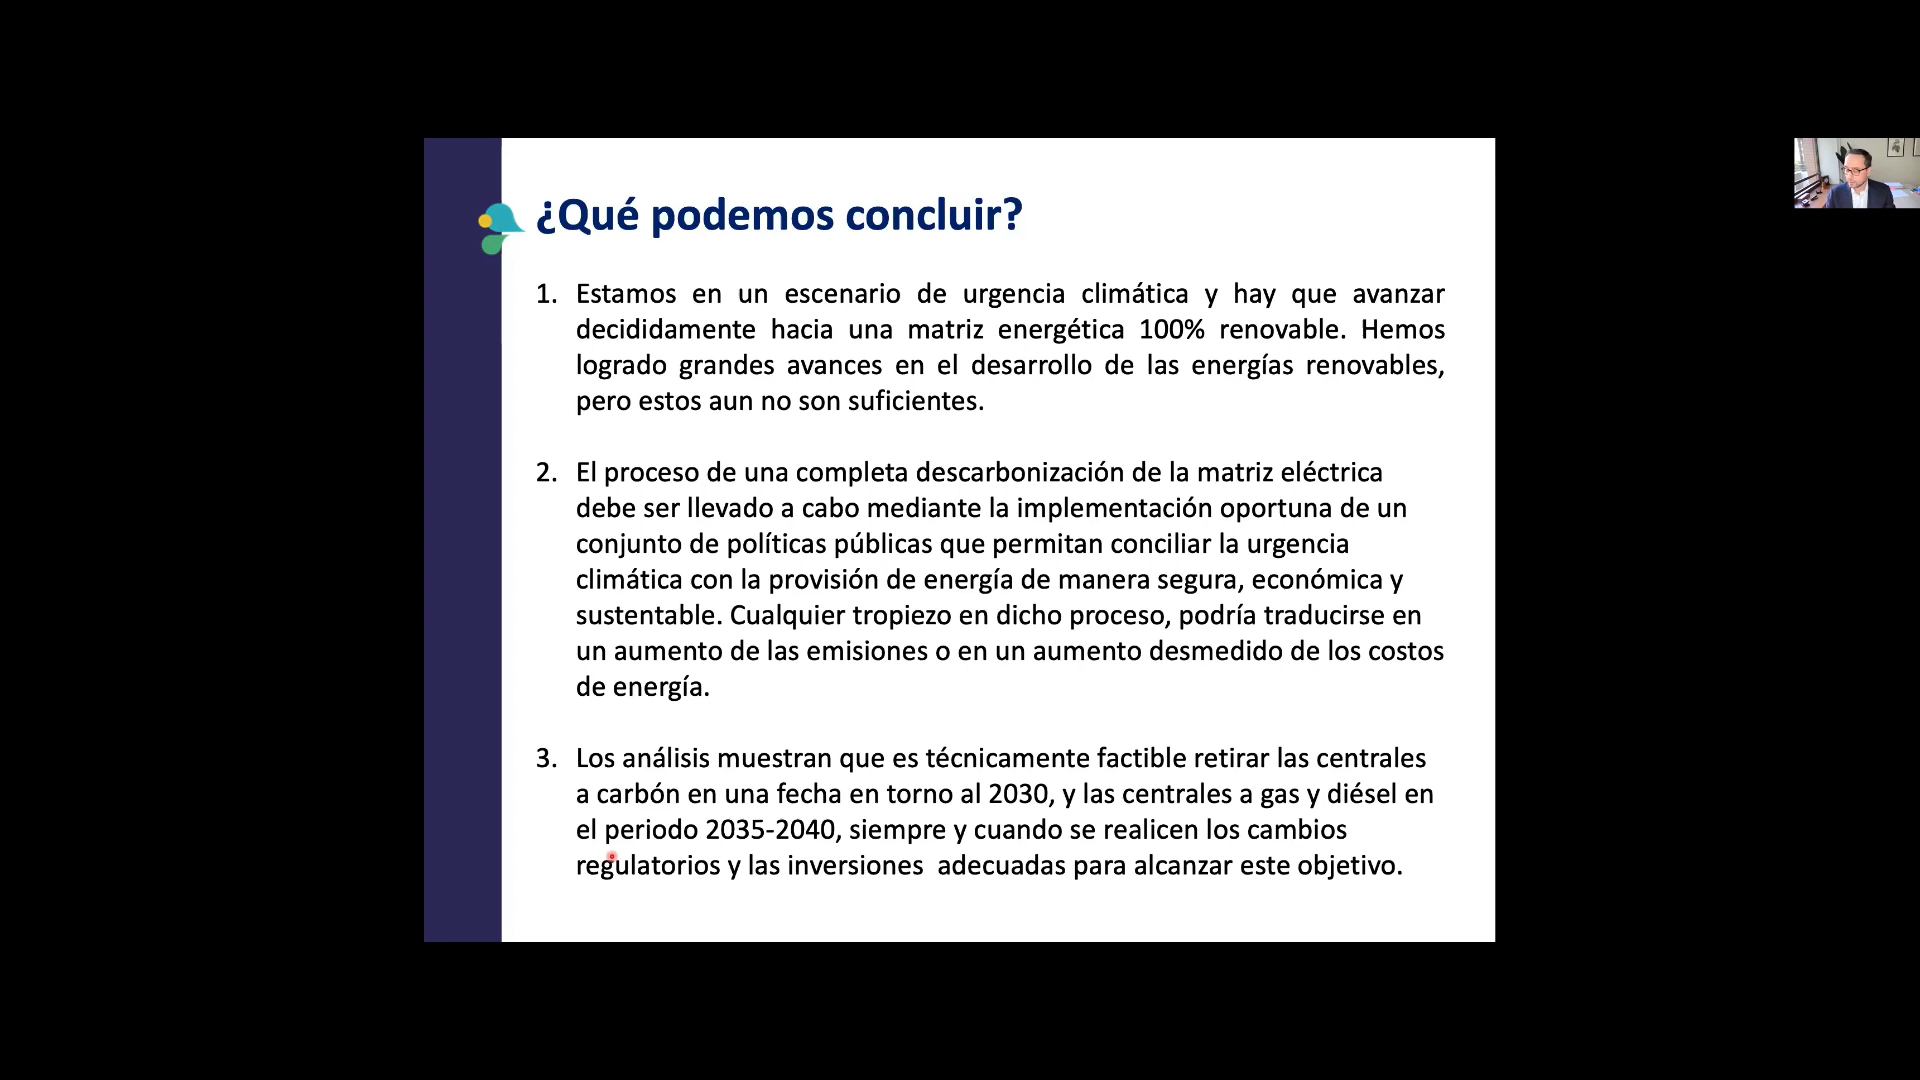 ¿Qué podemos concluir?
1. Estamos en un escenario de urgencia climática y hay que avanzar
decididamente hacia una matriz energética 100% renovable. Hemos
logrado grandes avances en el desarrollo de las energías renovables,
pero estos aun no son suficientes.
2. El proceso de una completa descarbonización de la matriz eléctrica
debe ser llevado a cabo mediante la implementación oportuna de un
conjunto de políticas públicas que permitan conciliar la urgencia
climática con la provisión de energía de manera segura, económica y
sustentable. Cualquier tropiezo en dicho proceso, podría traducirse en
un aumento de las emisiones o en un aumento desmedido de los costos
de energía.
3. Los análisis muestran que es técnicamente factible retirar las centrales
a carbón en una fecha en torno al 2030, y las centrales a gas y diésel en
el periodo 2035-2040, siempre y cuando se realicen los cambios
regulatorios y las inversiones  adecuadas para alcanzar este objetivo.